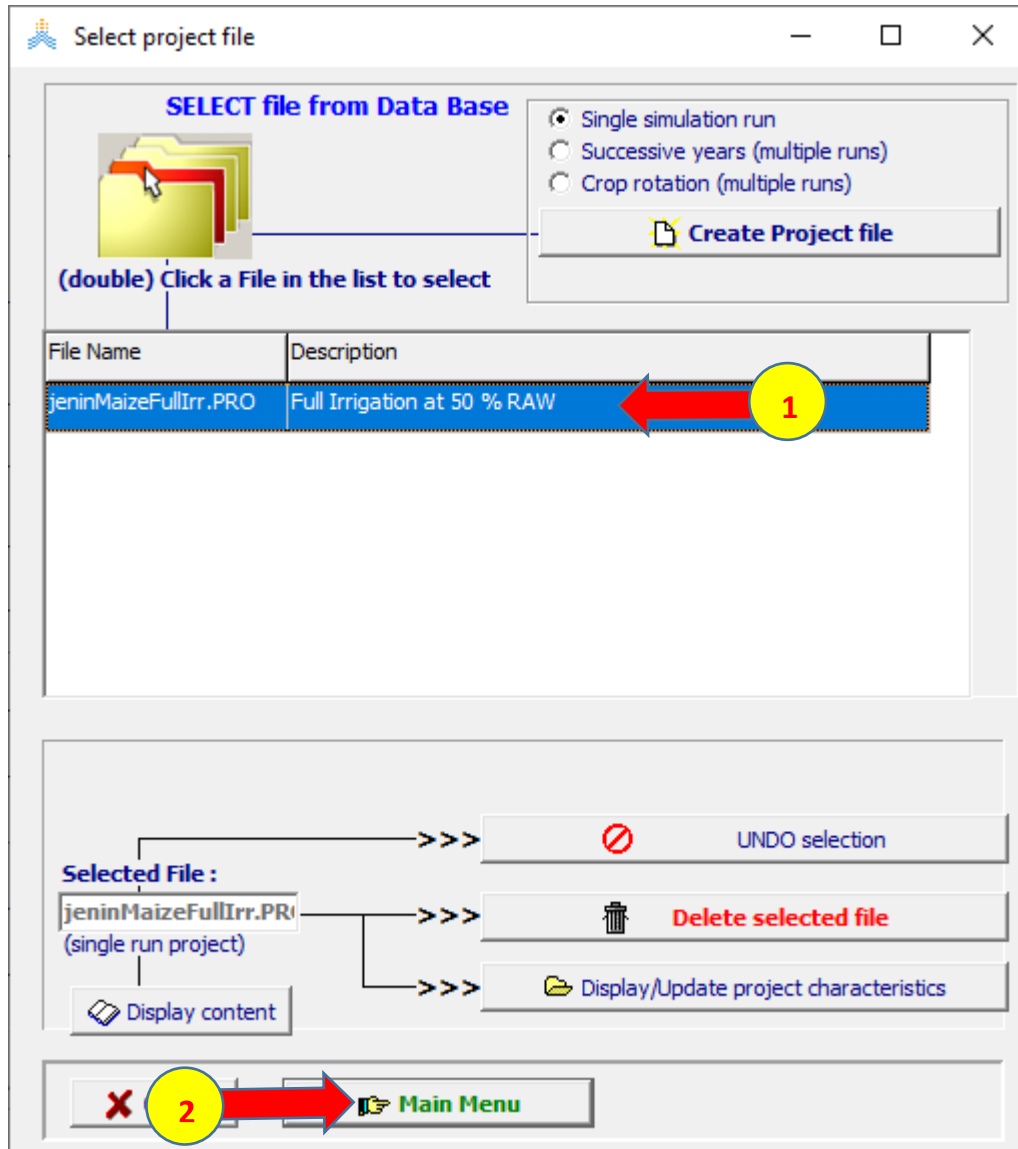 Select project file
SELECT file from Data Base
Single simulation run
Successive years (multiple runs)
Crop rotation (multiple runs)
Create Project file
(double) Click a File in the list to select
File Name Description
jeninMaizeFullIrr.PRO Full Irrigation at 50 % RAW
1
>>> UNDO selection
Selected File :
jeninMaizeFullIrr.PR
(single run project)
>>> Delete selected file
>>> Display/Update project characteristics
Display content
2
Main Menu